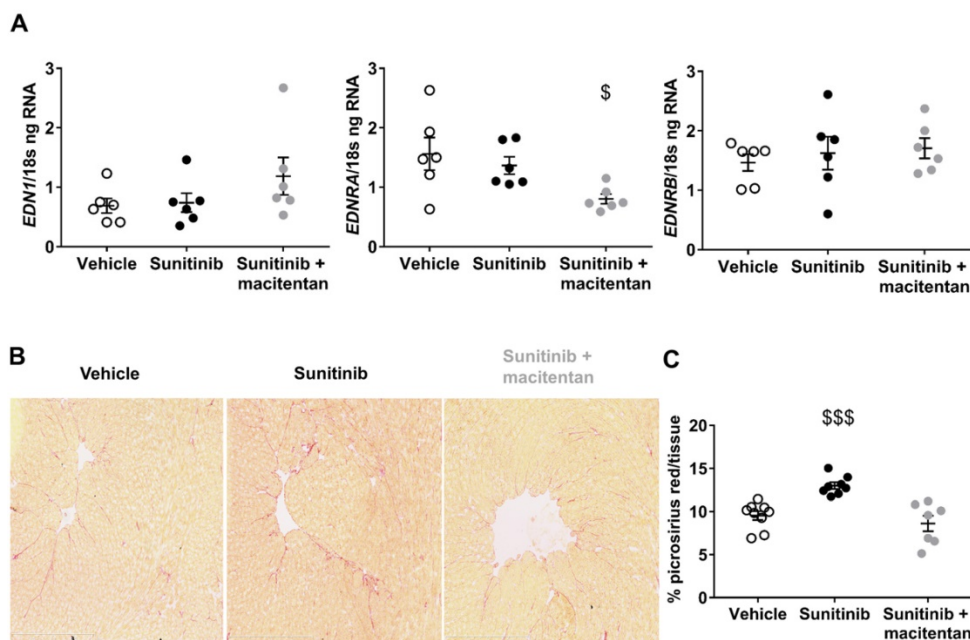 A
EDN1/18s ng RNA
3
2
1
0
Vehicle
Sunitinib
Sunitinib +
macitentan
EDNRA/18s ng RNA
3
2
1
0
$
Vehicle
Sunitinib
Sunitinib +
macitentan
EDNRB/18s ng RNA
3
2
1
0
Vehicle
Sunitinib
Sunitinib +
macitentan
B
Vehicle
Sunitinib
Sunitinib +
macitentan
C
% picrosirius red/tissue
20
15
10
5
0
$$$
Vehicle
Sunitinib
Sunitinib +
macitentan